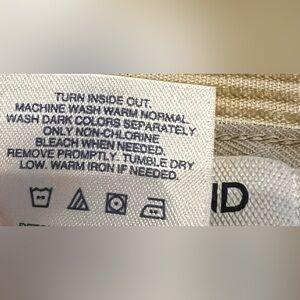 TURN INSIDE OUT.
MACHINE WASH WARM NORMAL.
WASH DARK COLORS SEPARATELY
ONLY NON-CHLORINE
BLEACH WHEN NEEDED.
REMOVE PROMPTLY. TUMBLE DRY
LOW. WARM IRON IF NEEDED.
ID